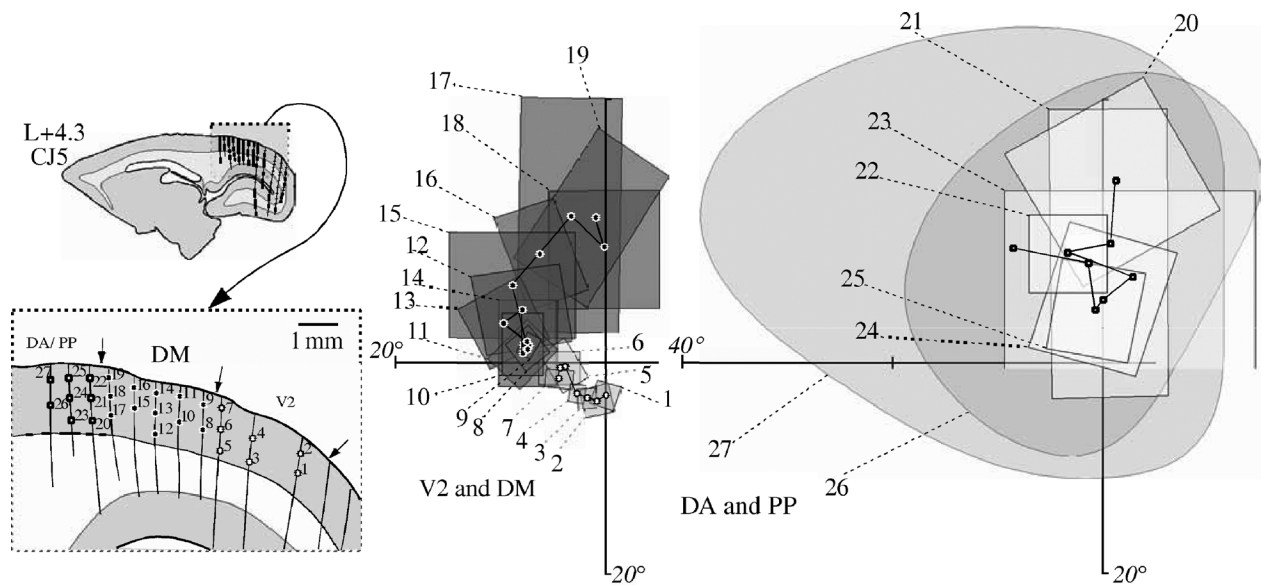 L+4.3
CJ5
1 mm
DA/ PP
DM
V2
27 25 22 19 18 16 14 11 9 7
26 24 21 17 15 13 10 6 4 2
23 20 12 8 5 3 1
17
19
18
16
15
12
14
13
11
20°
10
9
8
7
4
3
2
6
5
1
V2 and DM
20°
21
20
23
22
25
24
40°
27
26
DA and PP
20°